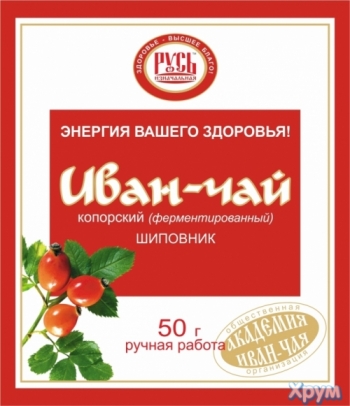 ЗДОРОВЬЕ - ВЫСШЕЕ БЛАГО!
РУСЬ
ИЗНАЧАЛЬНАЯ
ЭНЕРГИЯ ВАШЕГО ЗДОРОВЬЯ!
Иван-чай
копорский (ферментированный)
ШИПОВНИК
50 г
ручная работа
общественная
АКАДЕМИЯ
ИВАН-ЧАЯ
организация
Хрум